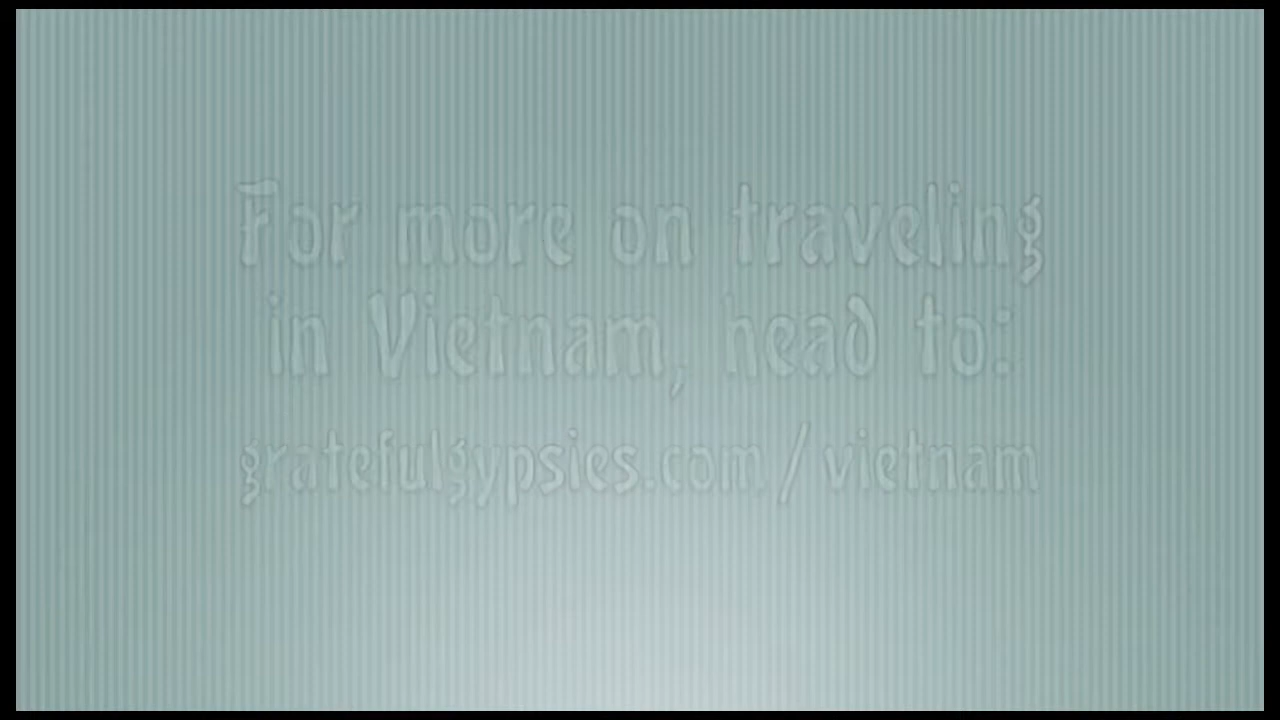 For more on traveling
in Vietnam, head to:
gratefulgypsies.com/vietnam